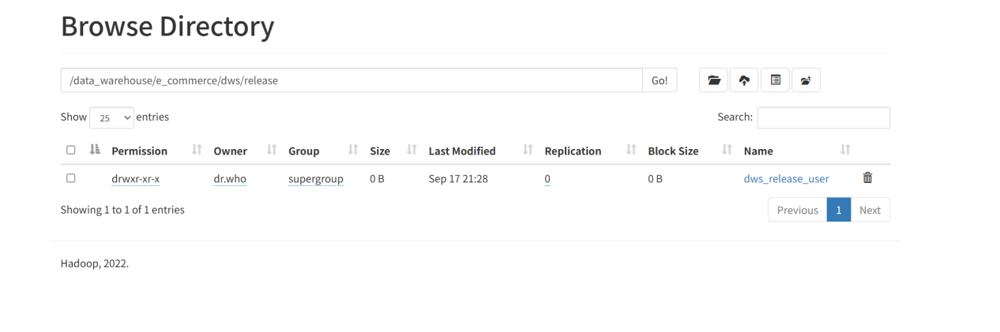 Browse Directory
/data_warehouse/e_commerce/dws/release Go!
Show 25 entries Search:
Permission Owner Group Size Last Modified Replication Block Size Name
drwxr-xr-x dr.who supergroup 0 B Sep 17 21:28 0 0 B dws_release_user
Showing 1 to 1 of 1 entries Previous 1 Next
Hadoop, 2022.